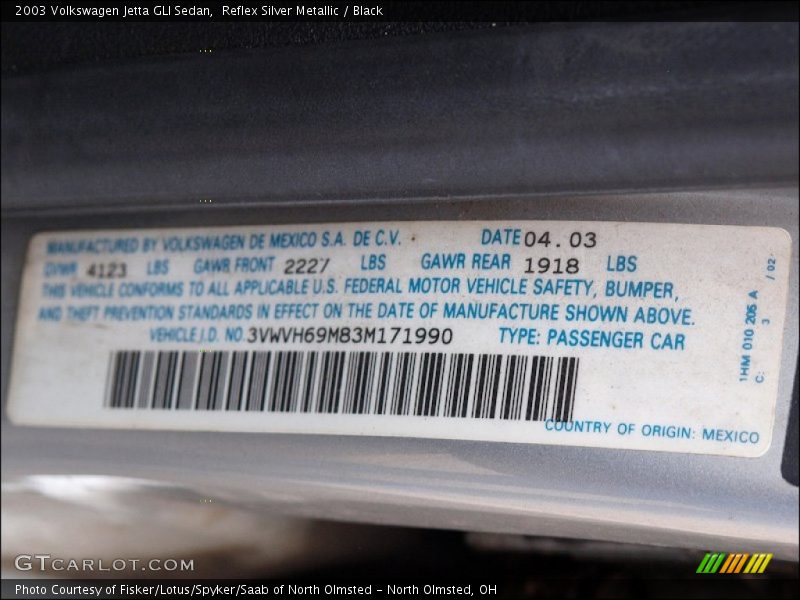 2003 Volkswagen Jetta GLI Sedan,  Reflex Silver Metallic / Black
MANUFACTURED BY VOLKSWAGEN DE MEXICO S.A. DE C.V. DATE 04.03
GVWR 4123 LBS GAWR FRONT 2227 LBS GAWR REAR 1918 LBS
THIS VEHICLE CONFORMS TO ALL APPLICABLE U.S. FEDERAL MOTOR VEHICLE SAFETY, BUMPER,
AND THEFT PREVENTION STANDARDS IN EFFECT ON THE DATE OF MANUFACTURE SHOWN ABOVE.
VEHICLE I.D. NO 3VWVH69M83M171990 TYPE: PASSENGER CAR
COUNTRY OF ORIGIN: MEXICO
1HM 010 205 A
C: 3 / 02-
GTCARLOT.COM
Photo Courtesy of Fisker/Lotus/Spyker/Saab of North Olmsted - North Olmsted, OH